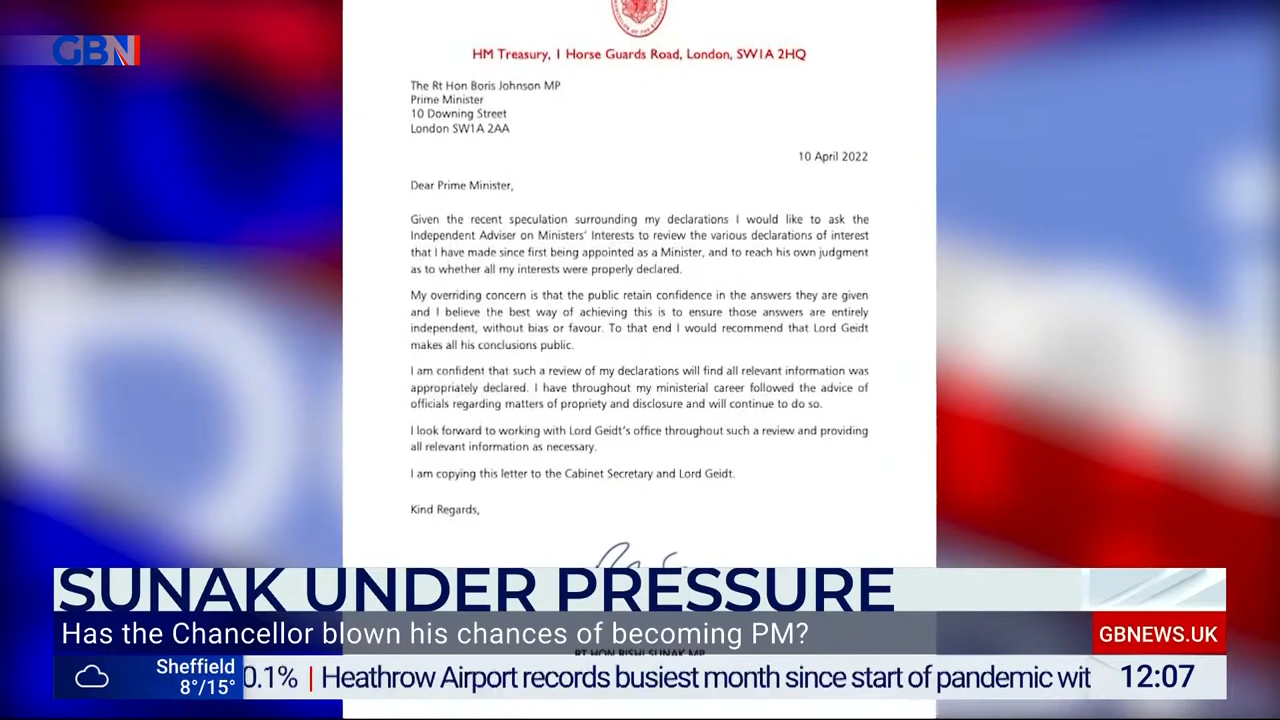 GBN
HM Treasury, 1 Horse Guards Road, London, SW1A 2HQ
The Rt Hon Boris Johnson MP
Prime Minister
10 Downing Street
London SW1A 2AA
10 April 2022
Dear Prime Minister,
Given the recent speculation surrounding my declarations I would like to ask the
Independent Adviser on Ministers' Interests to review the various declarations of interest
that I have made since first being appointed as a Minister, and to reach his own judgment
as to whether all my interests were properly declared.
My overriding concern is that the public retain confidence in the answers they are given
and I believe the best way of achieving this is to ensure those answers are entirely
independent, without bias or favour. To that end I would recommend that Lord Geidt
makes all his conclusions public.
I am confident that such a review of my declarations will find all relevant information was
appropriately declared. I have throughout my ministerial career followed the advice of
officials regarding matters of propriety and disclosure and will continue to do so.
I look forward to working with Lord Geidt's office throughout such a review and providing
all relevant information as necessary.
I am copying this letter to the Cabinet Secretary and Lord Geidt.
Kind Regards,
SUNAK UNDER PRESSURE
Has the Chancellor blown his chances of becoming PM?
GBNEWS.UK
RT HON RISHI SUNAK MP
Sheffield
8°/15°
0.1% | Heathrow Airport records busiest month since start of pandemic wit
12:07